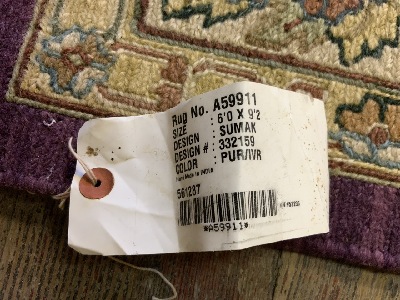 Rug No. A59911
SIZE : 6'0 X 9'2
DESIGN : SUMAK
DESIGN # : 332159
COLOR : PUR/IVR
561237
*A59911*